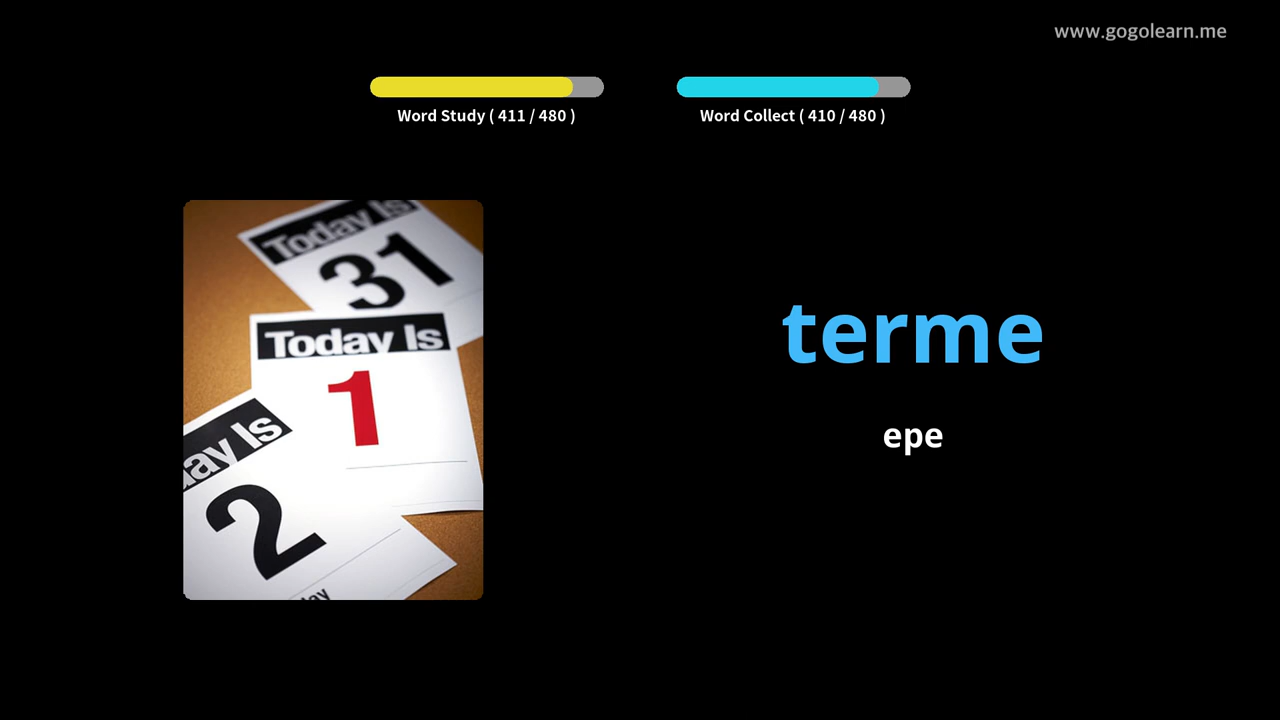 www.gogolearn.me
Word Study ( 411 / 480 )
Word Collect ( 410 / 480 )
Today Is
31
Today Is
1
terme
epe
ay Is
2